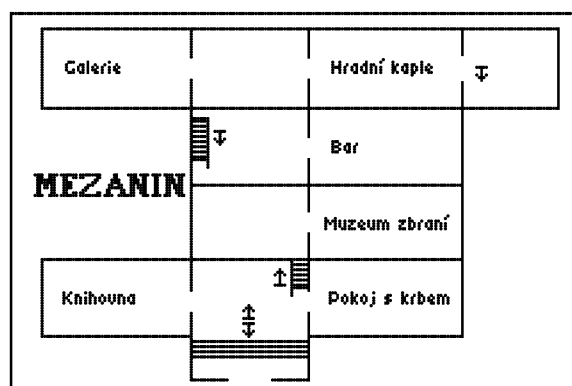 Galerie
Hradní kaple
Bar
MEZANIN
Muzeum zbraní
Knihovna
Pokoj s krbem